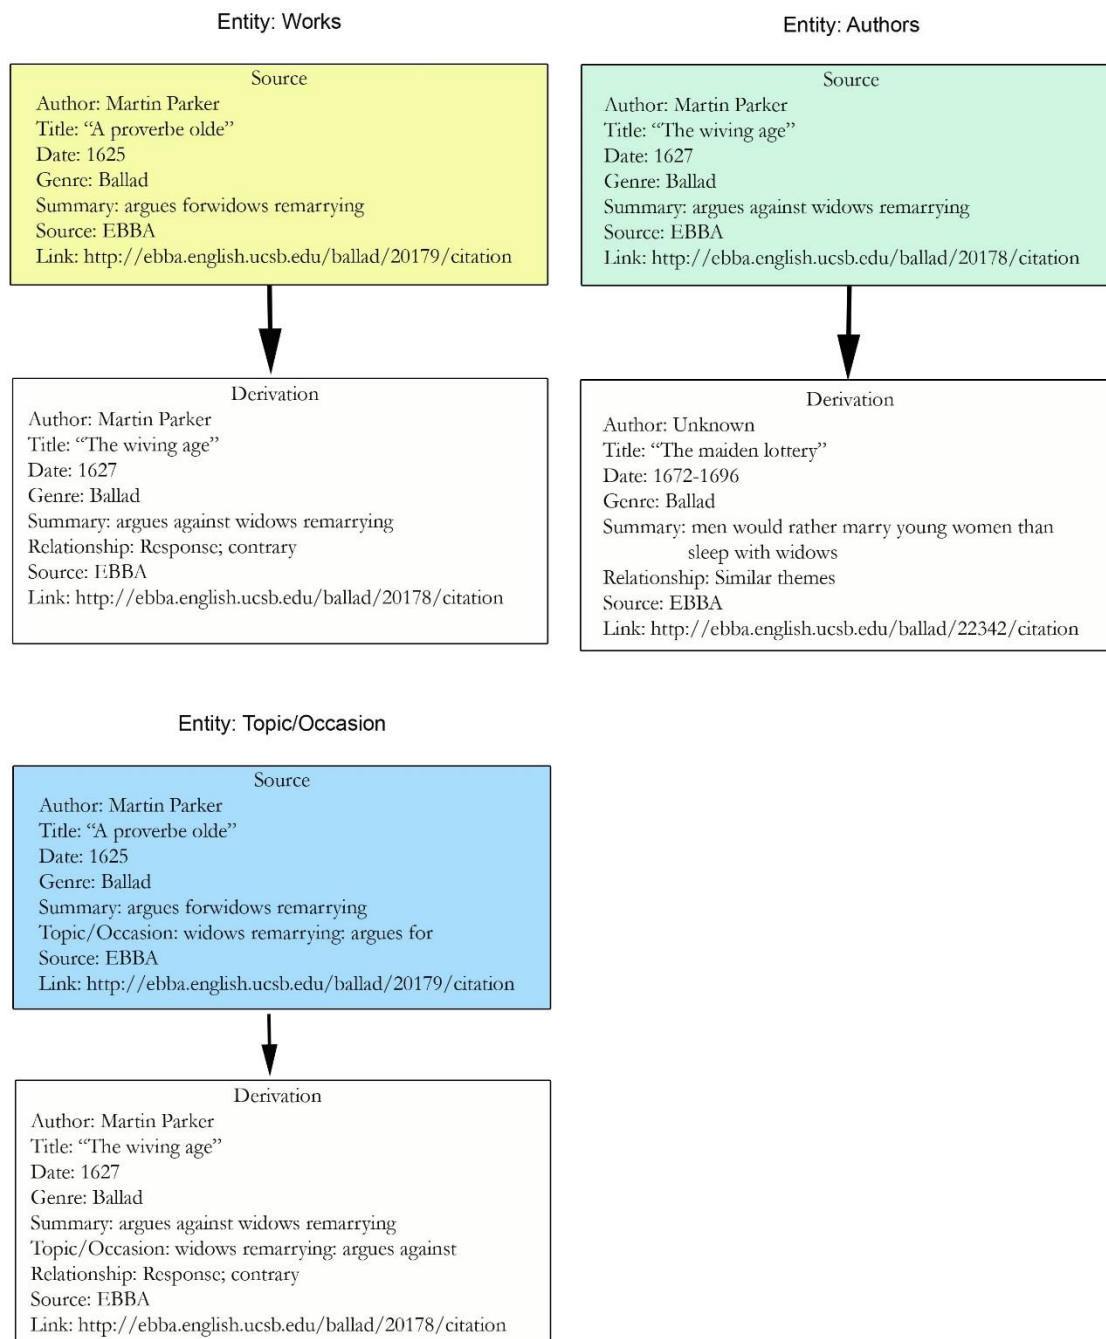 Entity: Works
Source
Author: Martin Parker
Title: “A proverbe olde”
Date: 1625
Genre: Ballad
Summary: argues forwidows remarrying
Source: EBBA
Link: http://ebba.english.ucsb.edu/ballad/20179/citation
Derivation
Author: Martin Parker
Title: “The wiving age”
Date: 1627
Genre: Ballad
Summary: argues against widows remarrying
Relationship: Response; contrary
Source: EBBA
Link: http://ebba.english.ucsb.edu/ballad/20178/citation
Entity: Authors
Source
Author: Martin Parker
Title: “The wiving age”
Date: 1627
Genre: Ballad
Summary: argues against widows remarrying
Source: EBBA
Link: http://ebba.english.ucsb.edu/ballad/20178/citation
Derivation
Author: Unknown
Title: “The maiden lottery”
Date: 1672-1696
Genre: Ballad
Summary: men would rather marry young women than
sleep with widows
Relationship: Similar themes
Source: EBBA
Link: http://ebba.english.ucsb.edu/ballad/22342/citation
Entity: Topic/Occasion
Source
Author: Martin Parker
Title: “A proverbe olde”
Date: 1625
Genre: Ballad
Summary: argues forwidows remarrying
Topic/Occasion: widows remarrying: argues for
Source: EBBA
Link: http://ebba.english.ucsb.edu/ballad/20179/citation
Derivation
Author: Martin Parker
Title: “The wiving age”
Date: 1627
Genre: Ballad
Summary: argues against widows remarrying
Topic/Occasion: widows remarrying: argues against
Relationship: Response; contrary
Source: EBBA
Link: http://ebba.english.ucsb.edu/ballad/20178/citation